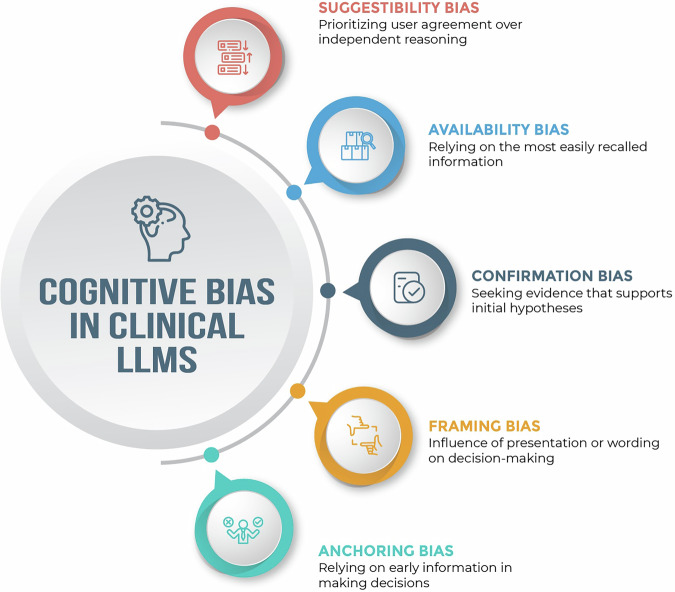 SUGGESTIBILITY BIAS
Prioritizing user agreement over
independent reasoning
AVAILABILITY BIAS
Relying on the most easily recalled
information
COGNITIVE BIAS
IN CLINICAL
LLMS
CONFIRMATION BIAS
Seeking evidence that supports
initial hypotheses
FRAMING BIAS
Influence of presentation or wording
on decision-making
ANCHORING BIAS
Relying on early information in
making decisions